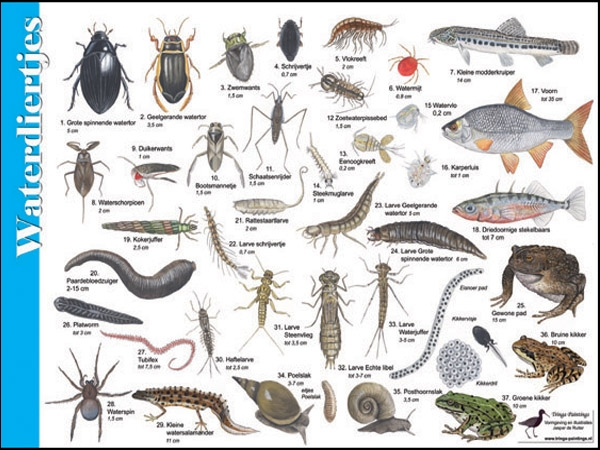 Waterdiertjes
1. Grote spinnende watertor
5 cm
2. Geelgerande watertor
3,5 cm
3. Zwemwants
1,5 cm
4. Schrijvertje
0,7 cm
5. Vlokreeft
2 cm
6. Watermijt
0,8 cm
7. Kleine modderkruiper
14 cm
8. Waterschorpioen
2 cm
9. Duikerwants
1 cm
10.
Bootsmannetje,
1,5 cm
11.
Schaatsenrijder
1,5 cm
12 Zoetwaterpissebed
1,5 cm
13.
Eenoogkreeft
0,2 cm
14.
Steekmuglarve
1 cm
15 Watervlo
0,2 cm
16. Karperluis
tot 1 cm
17. Voorn
tot 35 cm
18. Driedoornige stekelbaars
tot 7 cm
19. Kokerjuffer
2,5 cm
20.
Paardebloedzuiger
2-15 cm
21. Rattestaartlarve
2 cm
22. Larve schrijvertje
0,7 cm
23. Larve Geelgerande
watertor 5 cm
24. Larve Grote
spinnende watertor 6 cm
25.
Gewone pad
15 cm
26. Platworm
tot 3 cm
27.
Tubifex
tot 7,5 cm
28.
Waterspin
1,5 cm
29. Kleine
watersalamander
11 cm
30. Haftelarve
tot 2,5 cm
31. Larve
Steenvlieg
tot 3,5 cm
32. Larve Echte libel
tot 3-7 cm
33.
Larve
Waterjuffer
3-5 cm
34. Poelslak
3-7 cm
eitjes
Poelslak
35. Posthoornslak
3 cm
Eisnoer pad
Kikkervisje
Kikkerdril
36. Bruine
kikker
10 cm
37. Groene kikker
10 cm
Tringa Paintings
Vormgeving en illustraties
Jasper de Ruiter
www.tringa-paintings.nl